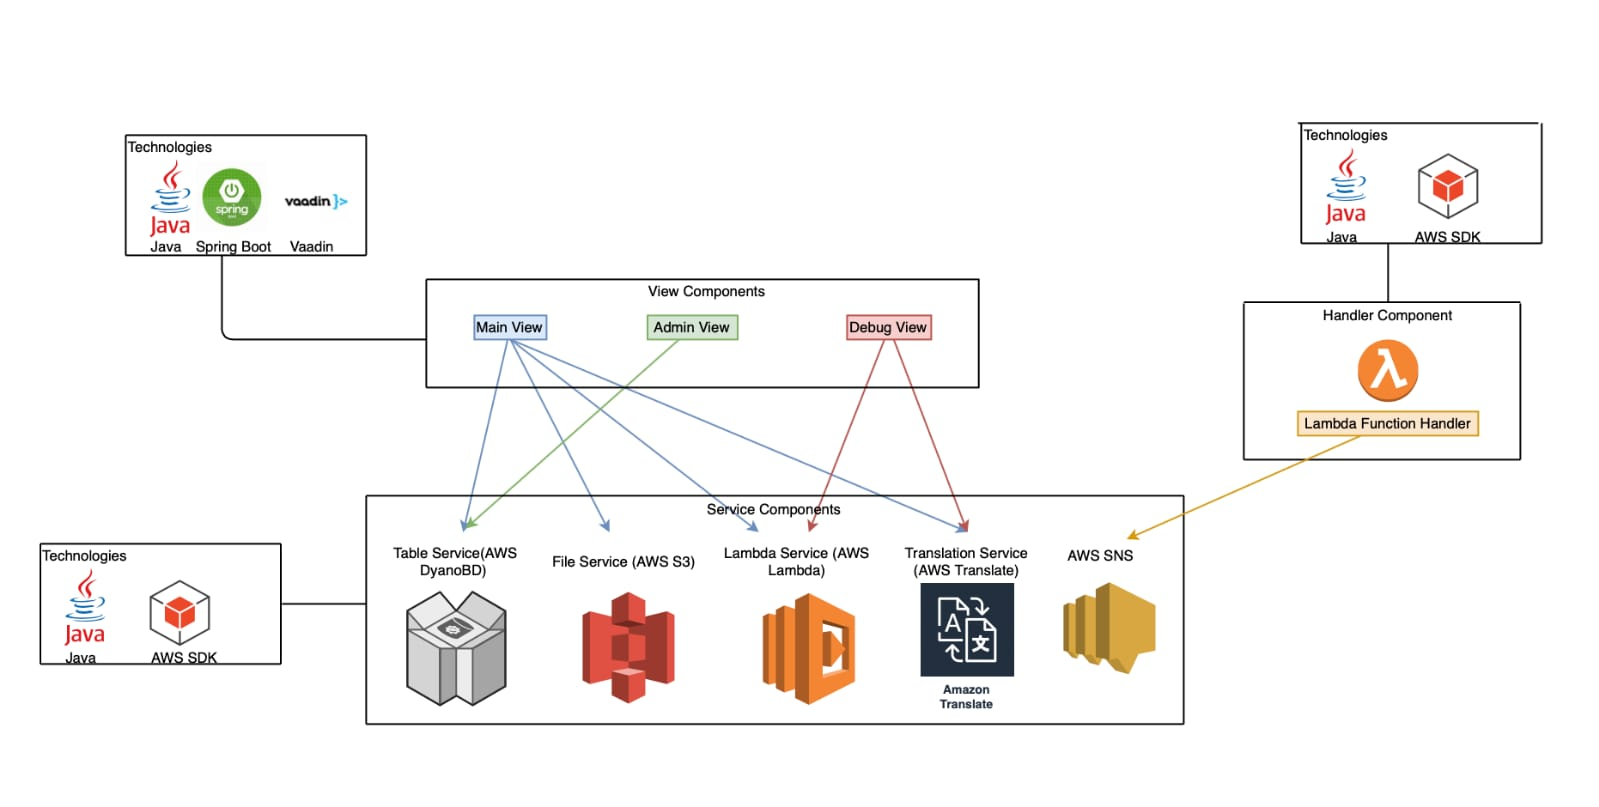 Technologies
Java
spring
boot
vaadin }>
Java
Spring Boot
Vaadin
Technologies
Java
Java
AWS SDK
View Components
Main View
Admin View
Debug View
Handler Component
λ
Lambda Function Handler
Service Components
Table Service(AWS
DyanoBD)
File Service (AWS S3)
Lambda Service (AWS
Lambda)
Translation Service
(AWS Translate)
AWS SNS
A
文
Amazon
Translate
Technologies
Java
Java
AWS SDK